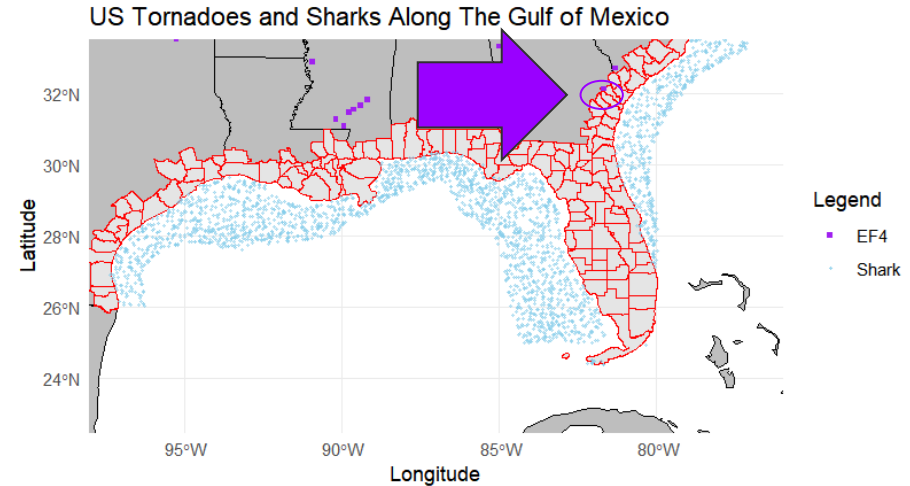 US Tornadoes and Sharks Along The Gulf of Mexico
32°N
30°N
28°N
26°N
24°N
Latitude
95°W 90°W 85°W 80°W
Longitude
Legend
EF4
Shark